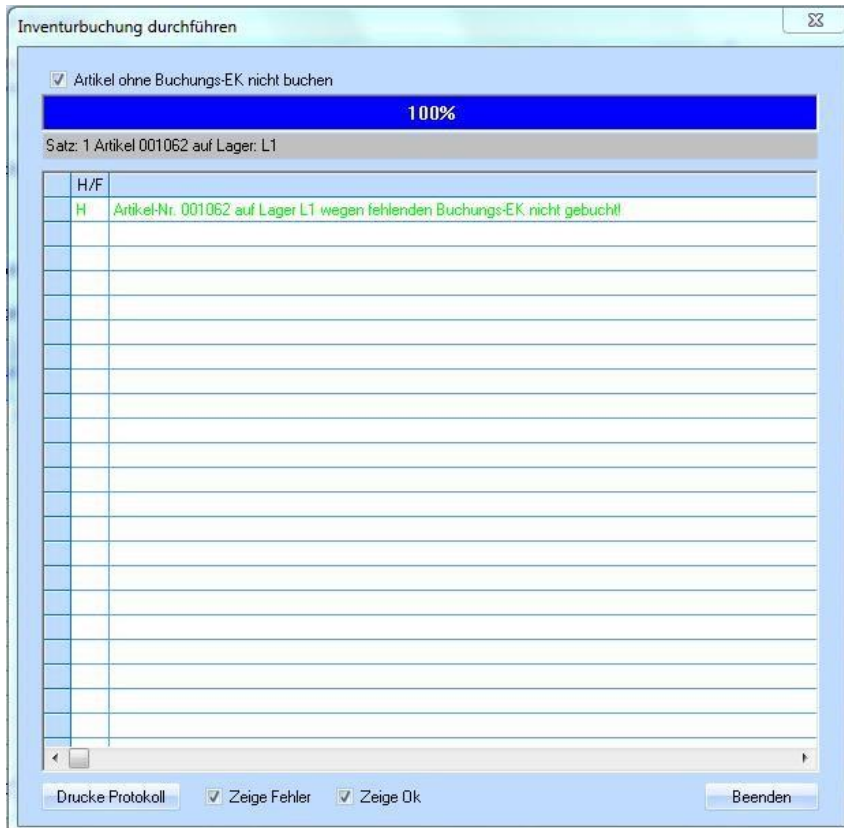 Inventurbuchung durchführen
Artikel ohne Buchungs-EK nicht buchen
100%
Satz: 1 Artikel 001062 auf Lager: L1
H/F
H Artikel-Nr. 001062 auf Lager L1 wegen fehlenden Buchungs-EK nicht gebucht!
Drucke Protokoll Zeige Fehler Zeige Ok Beenden